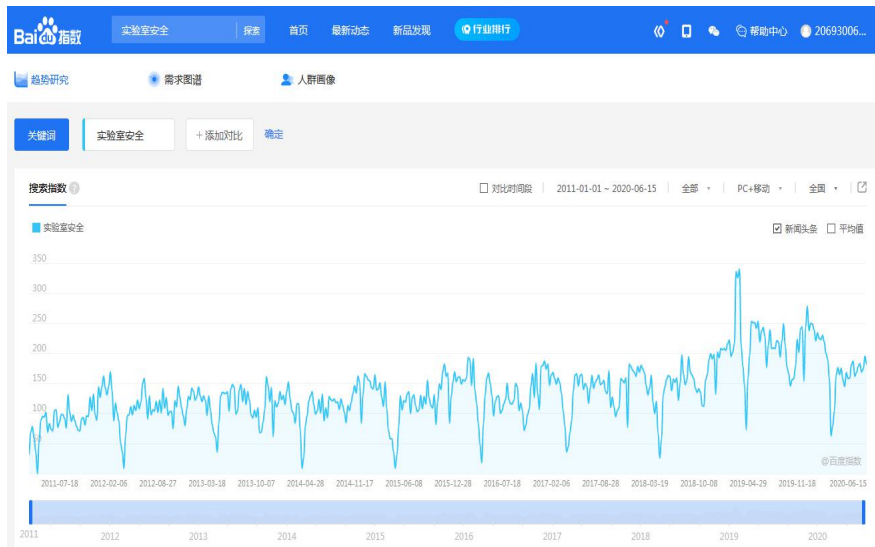 Baidu指数 实验室安全 探索 首页 最新动态 新品发现 行业排行 帮助中心 20693006...
趋势研究 需求图谱 人群画像
关键词 实验室安全 +添加对比 确定
搜索指数 ? 对比时间段 2011-01-01 ~ 2020-06-15 全部 PC+移动 全国
实验室安全 新闻头条 平均值
350
300
250
200
150
100
@百度指数
2011-07-18 2012-02-06 2012-08-27 2013-03-18 2013-10-07 2014-04-28 2014-11-17 2015-06-08 2015-12-28 2016-07-18 2017-02-06 2017-08-28 2018-03-19 2018-10-08 2019-04-29 2019-11-18 2020-06-15
2011 2012 2013 2014 2015 2016 2017 2018 2019 2020